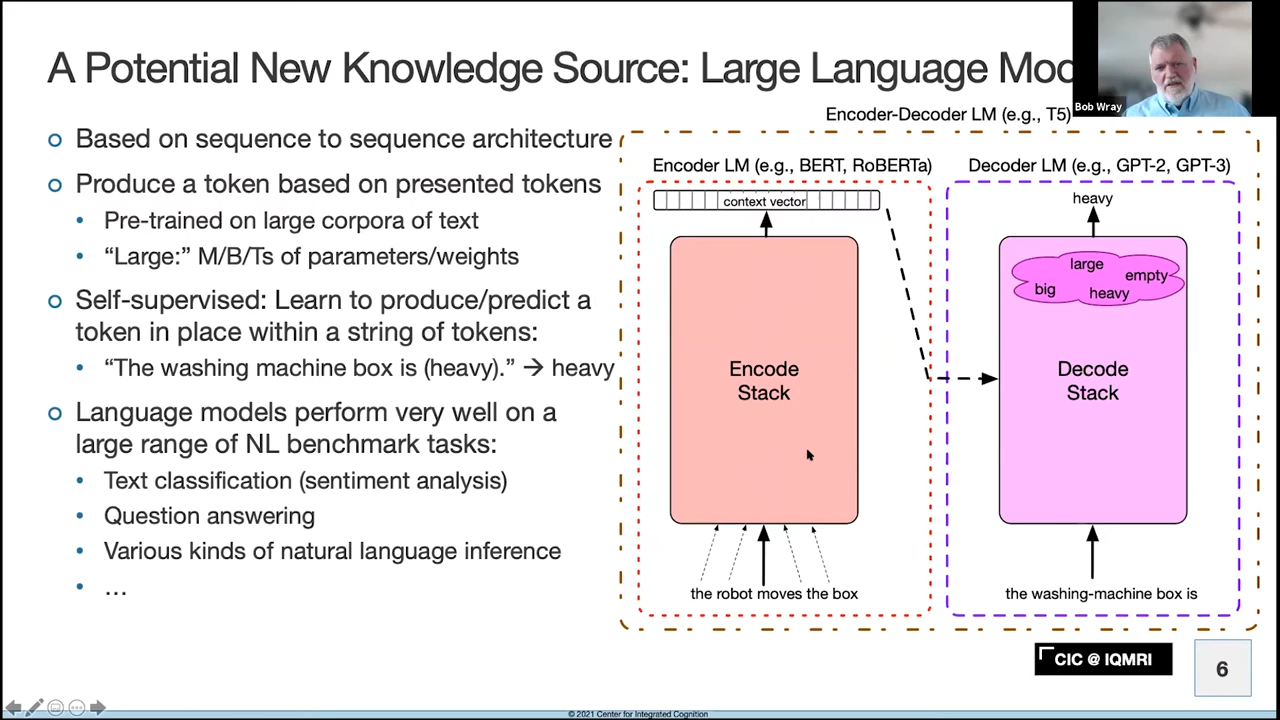 A Potential New Knowledge Source: Large Language Moc
Bob Wray
Based on sequence to sequence architecture
Produce a token based on presented tokens
Pre-trained on large corpora of text
“Large:” M/B/Ts of parameters/weights
Self-supervised: Learn to produce/predict a
token in place within a string of tokens:
“The washing machine box is (heavy).” → heavy
Language models perform very well on a
large range of NL benchmark tasks:
Text classification (sentiment analysis)
Question answering
Various kinds of natural language inference
…
Encoder-Decoder LM (e.g., T5)
Encoder LM (e.g., BERT, RoBERTa)
context vector
Encode
Stack
the robot moves the box
Decoder LM (e.g., GPT-2, GPT-3)
heavy
large
empty
big
heavy
Decode
Stack
the washing-machine box is
CIC @ IQMRI
6
© 2021 Center for Integrated Cognition